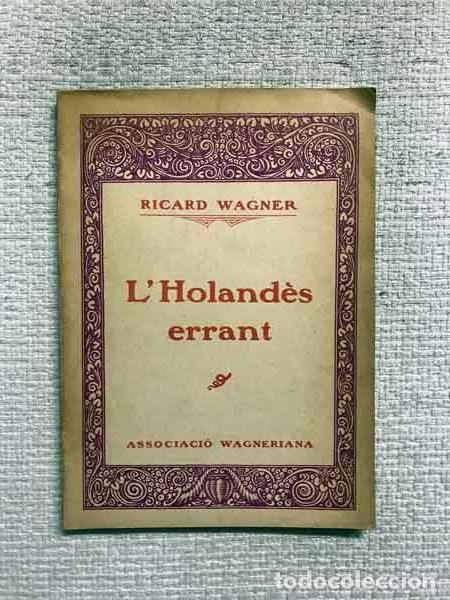 RICARD WAGNER
L'Holandès
errant
ASSOCIACIÓ WAGNERIANA
todocoleccion